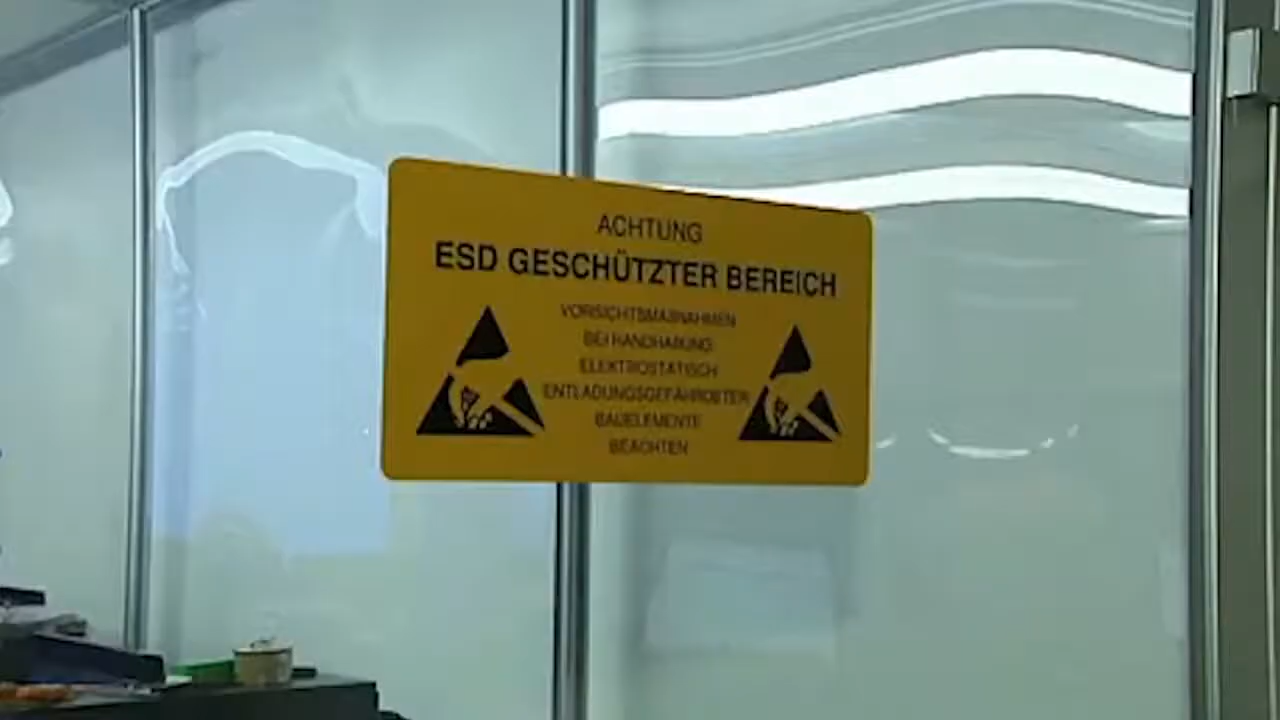 ACHTUNG
ESD GESCHÜTZTER BEREICH
VORSICHTSMAßNAHMEN
BEI HANDHABUNG
ELEKTROSTATISCH
ENTLADUNGSGEFÄHRDETER
BAUELEMENTE
BEACHTEN